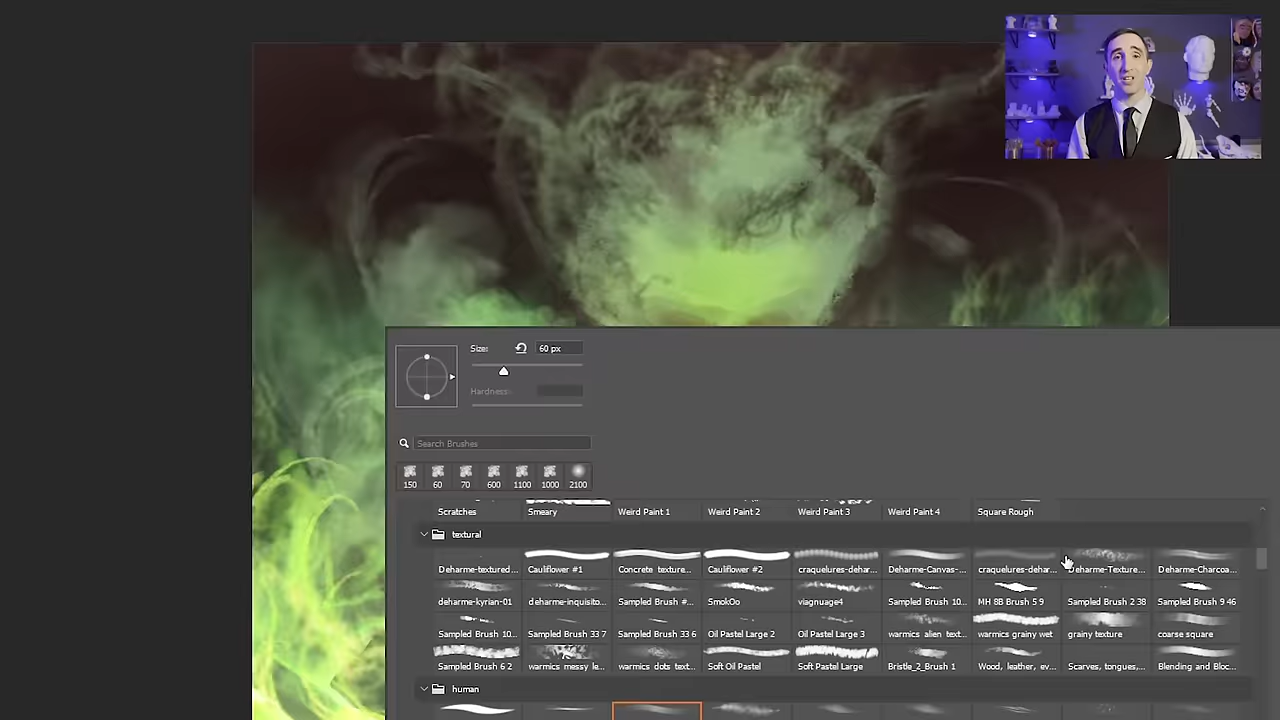 Size: 60 px
Hardness:
Search Brushes
150 60 70 600 1100 1000 2100
Scratches Smeary Weird Paint 1 Weird Paint 2 Weird Paint 3 Weird Paint 4 Square Rough
textural
Deharme-textured... Cauliflower #1 Concrete texture... Cauliflower #2 craquelures-dehar... Deharme-Canvas-... craquelures-dehar... Deharme-Texture... Deharme-Charcoa...
deharme-kyrian-01 deharme-inquisito... Sampled Brush #... SmokOo viagnuage4 Sampled Brush 10... MH BB Brush 5 9 Sampled Brush 2 38 Sampled Brush 9 46
Sampled Brush 10... Sampled Brush 33 7 Sampled Brush 33 6 Oil Pastel Large 2 Oil Pastel Large 3 warmics alien text... warmics grainy wet grainy texture coarse square
Sampled Brush 6 2 warmics messy le... warmics dots text... Soft Oil Pastel Soft Pastel Large Bristle_2_Brush 1 Wood, leather, ev... Scarves, tongues,... Blending and Bloc...
human